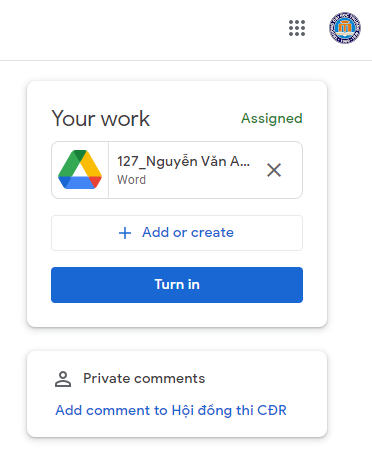 Your work
Assigned
127_Nguyễn Văn A...
Word
Add or create
Turn in
Private comments
Add comment to Hội đồng thi CĐR